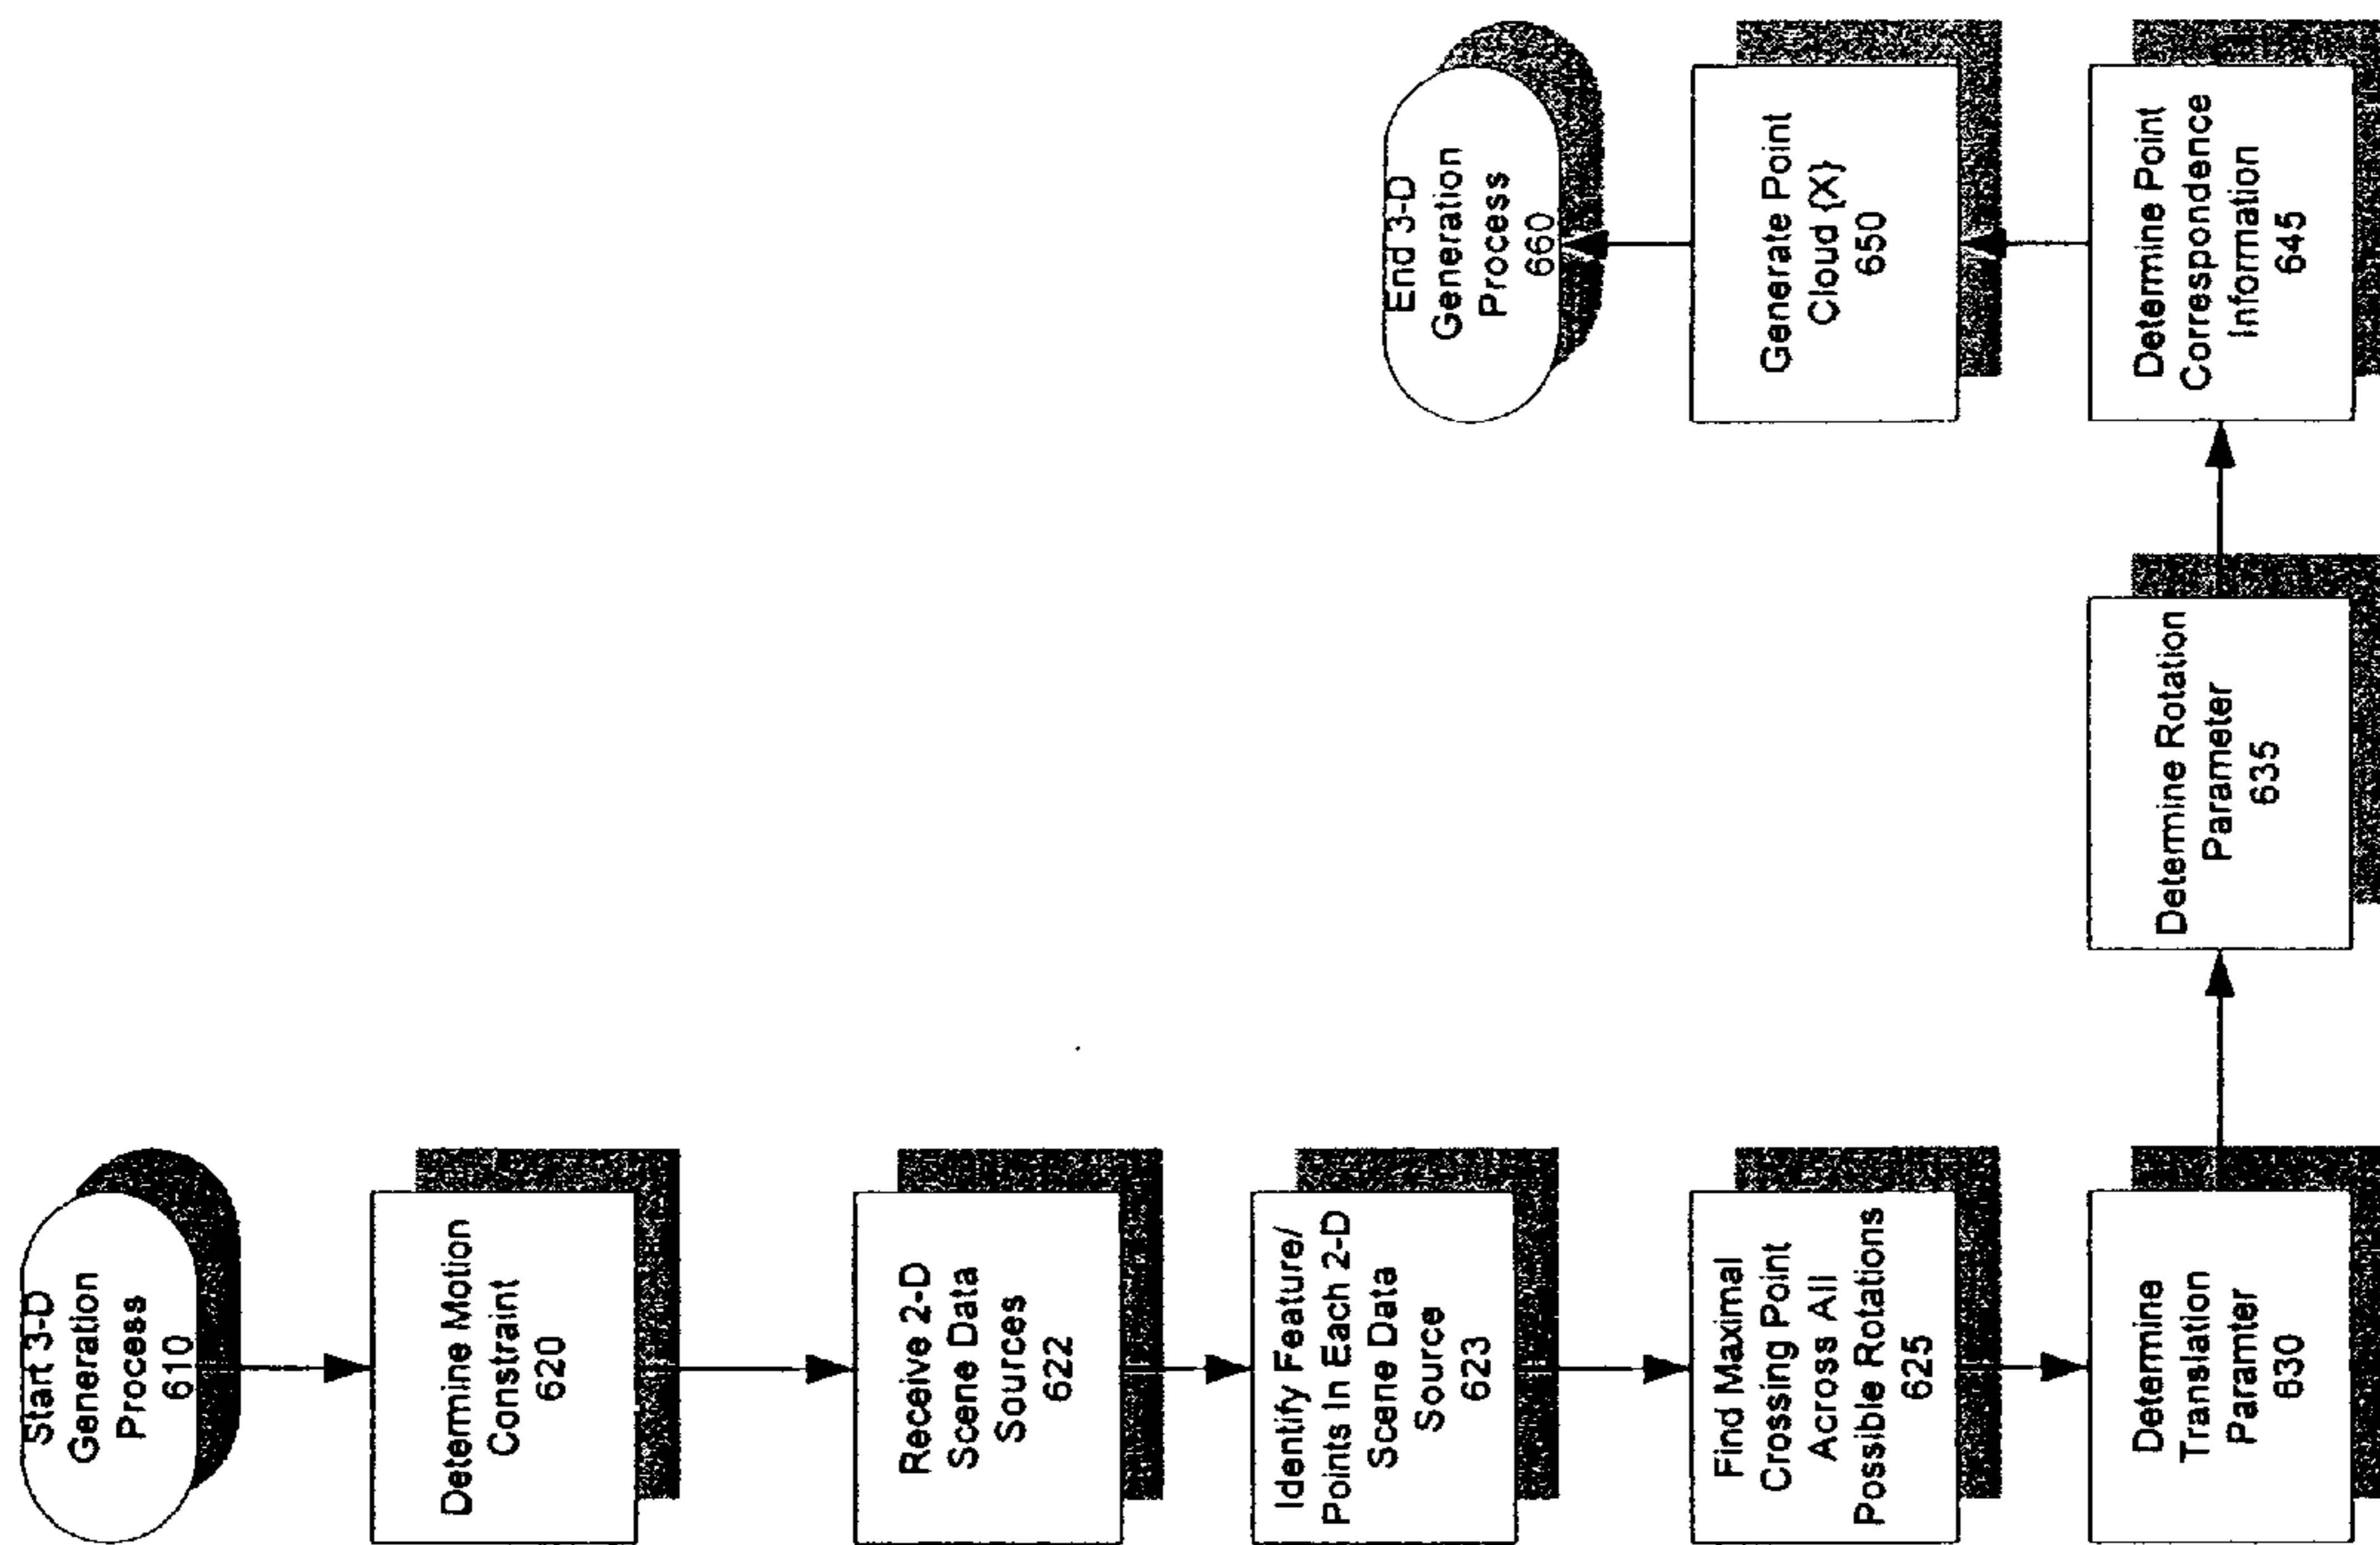 Start 3-D
Generation
Process
610
Determine Motion
Constraint
620
Receive 2-D
Scene Data
Sources
622
Identify Feature/
Points In Each 2-D
Scene Data
Source
623
Find Maximal
Crossing Point
Across All
Possible Rotations
625
Determine
Translation
Paramter
630
Determine Rotation
Parameter
635
Determine Point
Correspondence
Information
645
Generate Point
Cloud {X}
650
End 3-D
Generation
Process
660